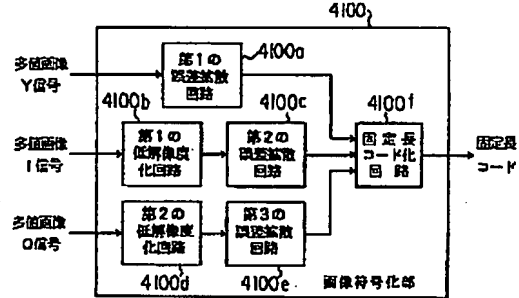 4100
多値画像
Y信号
第1の
誤差拡散
回路
4100a
4100b
4100c
4100f
多値画像
I信号
第1の
低解像度
化回路
第2の
誤差拡散
回路
固定長
コード化
回路
固定長
コード
多値画像
Q信号
第2の
低解像度
化回路
第3の
誤差拡散
回路
4100d
4100e
画像符号化部